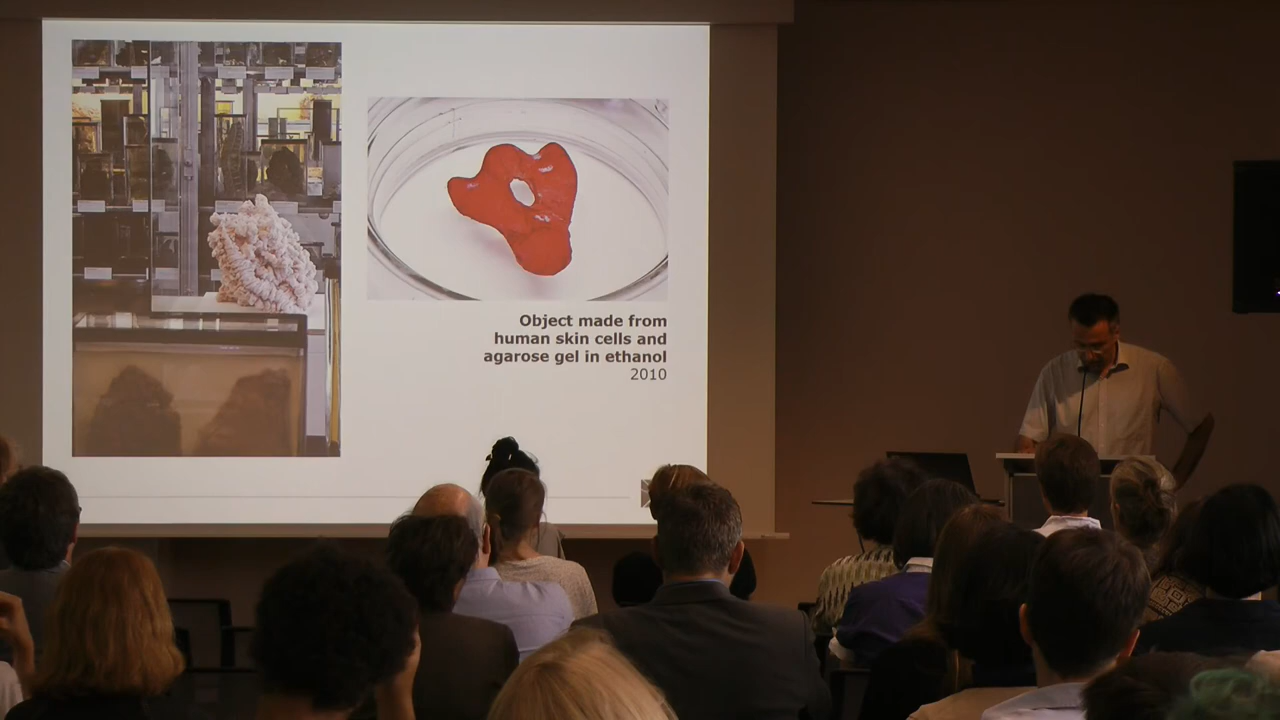 Object made from
human skin cells and
agarose gel in ethanol
2010